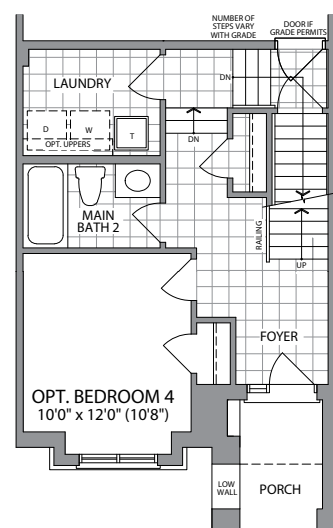 NUMBER OF
STEPS VARY
WITH GRADE
DOOR IF
GRADE PERMITS
LAUNDRY
DN
D
W
T
OPT. UPPERS
DN
MAIN
BATH 2
RAILING
UP
FOYER
OPT. BEDROOM 4
10'0" x 12'0" (10'8")
LOW
WALL
PORCH